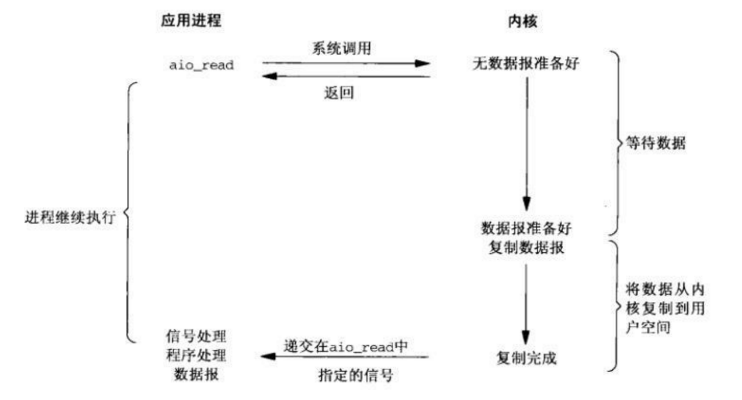 应用进程
内核
系统调用
aio_read
无数据报准备好
返回
等待数据
进程继续执行
数据报准备好
复制数据报
将数据从内
核复制到用
户空间
信号处理
程序处理
数据报
递交在aio_read中
指定的信号
复制完成